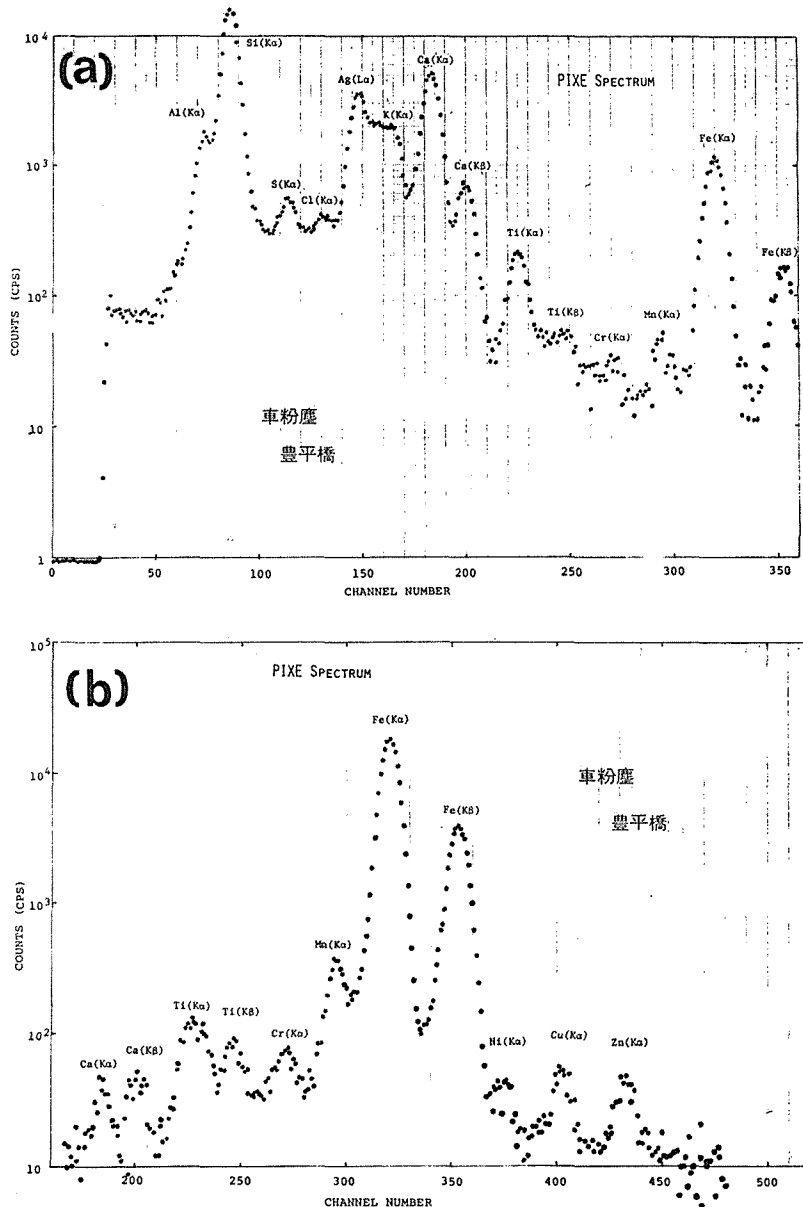 (a)
PIXE SPECTRUM
Si(Kα)
Al(Kα)
S(Kα)
Cl(Kα)
Ag(Lα)
K(Kα)
Ca(Kα)
Ca(Kβ)
Ti(Kα)
Ti(Kβ)
Cr(Kα)
Mn(Kα)
Fe(Kα)
Fe(Kβ)
車粉塵
豊平橋
COUNTS (CPS)
10⁴
10³
10²
10
1
0 50 100 150 200 250 300 350
CHANNEL NUMBER
(b)
PIXE SPECTRUM
Ca(Kα)
Ca(Kβ)
Ti(Kα)
Ti(Kβ)
Cr(Kα)
Mn(Kα)
Fe(Kα)
Fe(Kβ)
Ni(Kα)
Cu(Kα)
Zn(Kα)
車粉塵
豊平橋
COUNTS (CPS)
10⁵
10⁴
10³
10²
10
200 250 300 350 400 450 500
CHANNEL NUMBER